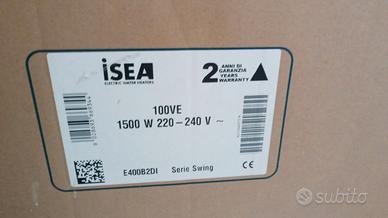 iSEA
ELECTRIC WATER HEATERS
2 ANNI DI
GARANZIA
YEARS
WARRANTY
100VE
1500 W 220-240 V ~
E400B2DI Serie Swing CE
subito